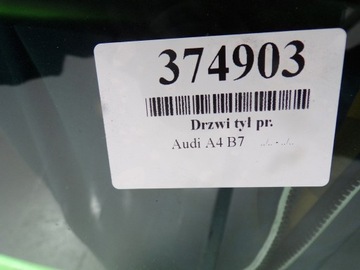 374903
Drzwi tył pr.
Audi A4 B7 ../.. - ../..